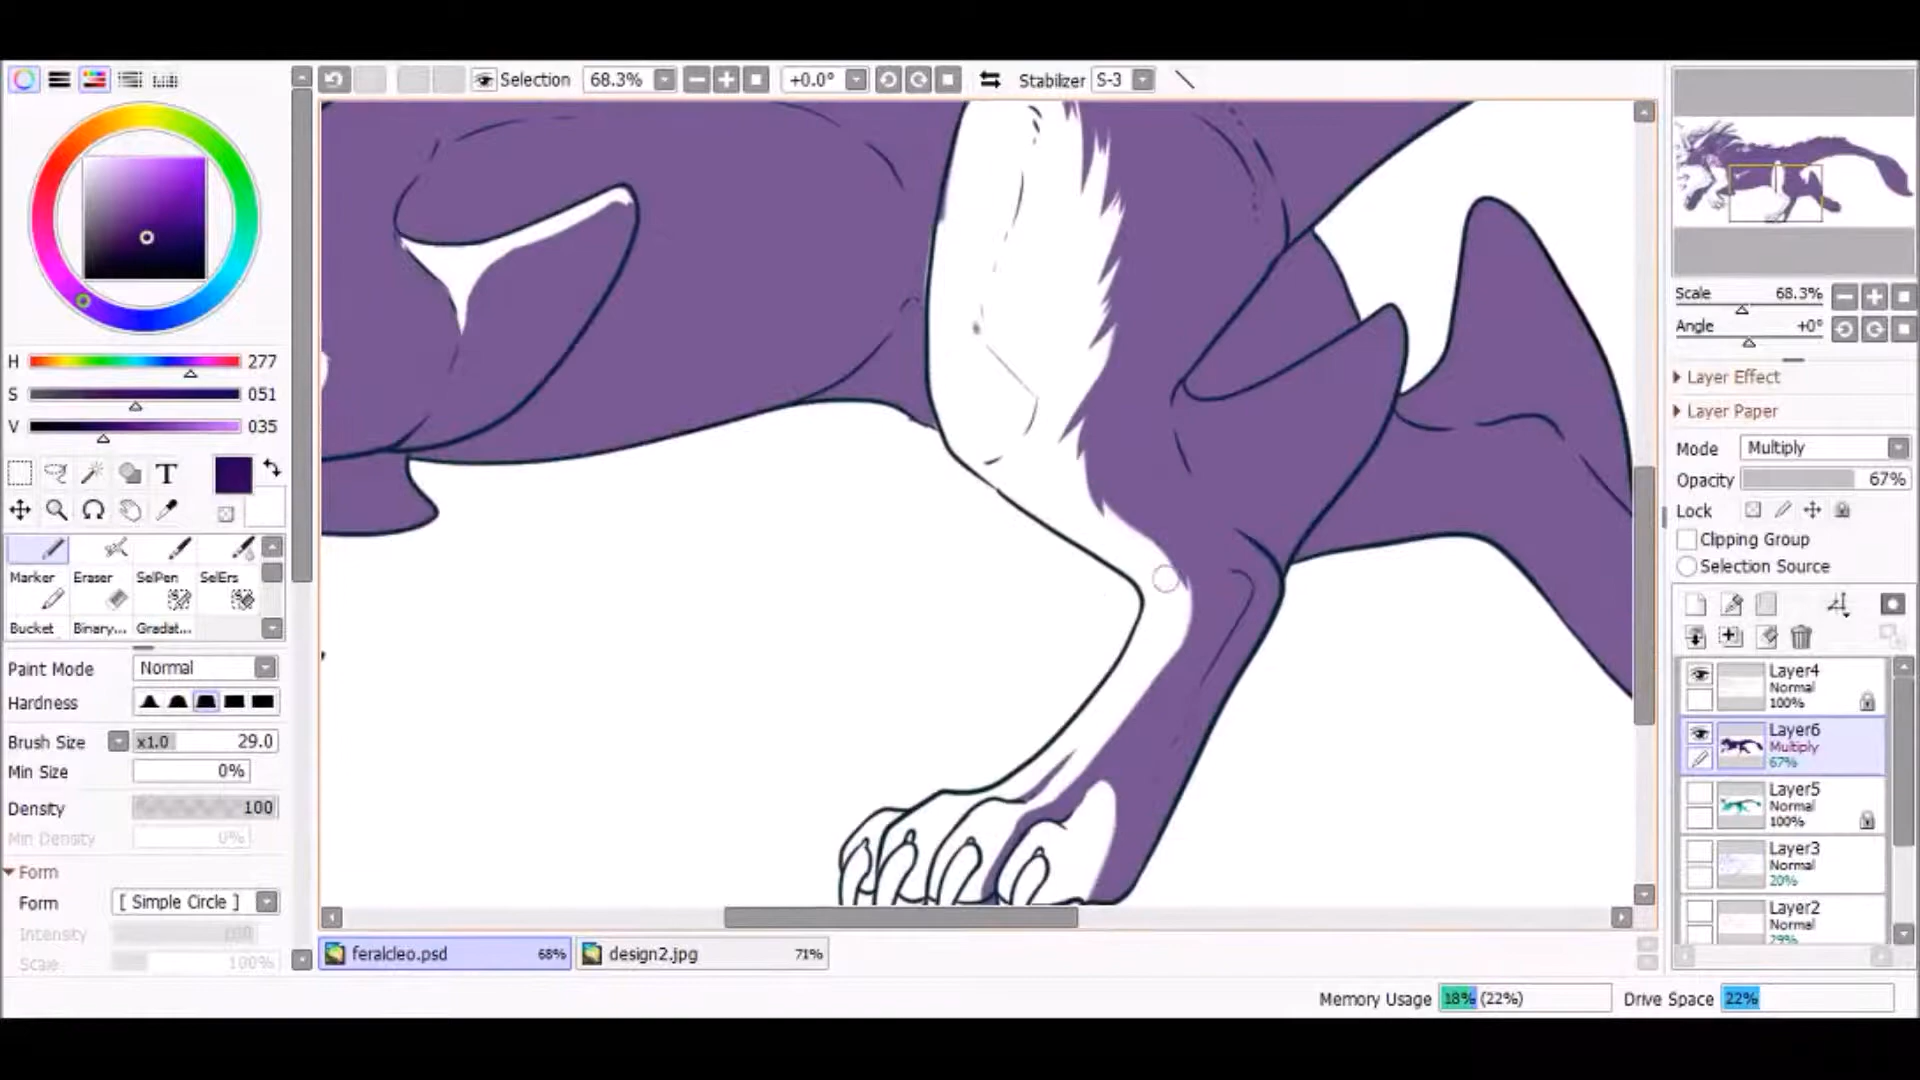 Selection 68.3% +0.0° Stabilizer S-3
H 277
S 051
V 035
T
Marker Eraser SelPen SelErs
Bucket Binary... Gradat...
Paint Mode Normal
Hardness
Brush Size x1.0 29.0
Min Size 0%
Density 100
Min Density 0%
Form
Form [ Simple Circle ]
Intensity
Scale 100%
feralcleo.psd 68% design2.jpg 71%
Scale 68.3%
Angle +0°
Layer Effect
Layer Paper
Mode Multiply
Opacity 67%
Lock
Clipping Group
Selection Source
Layer4
Normal
100%
Layer6
Multiply
67%
Layer5
Normal
100%
Layer3
Normal
20%
Layer2
Normal
29%
Memory Usage 18% (22%) Drive Space 22%